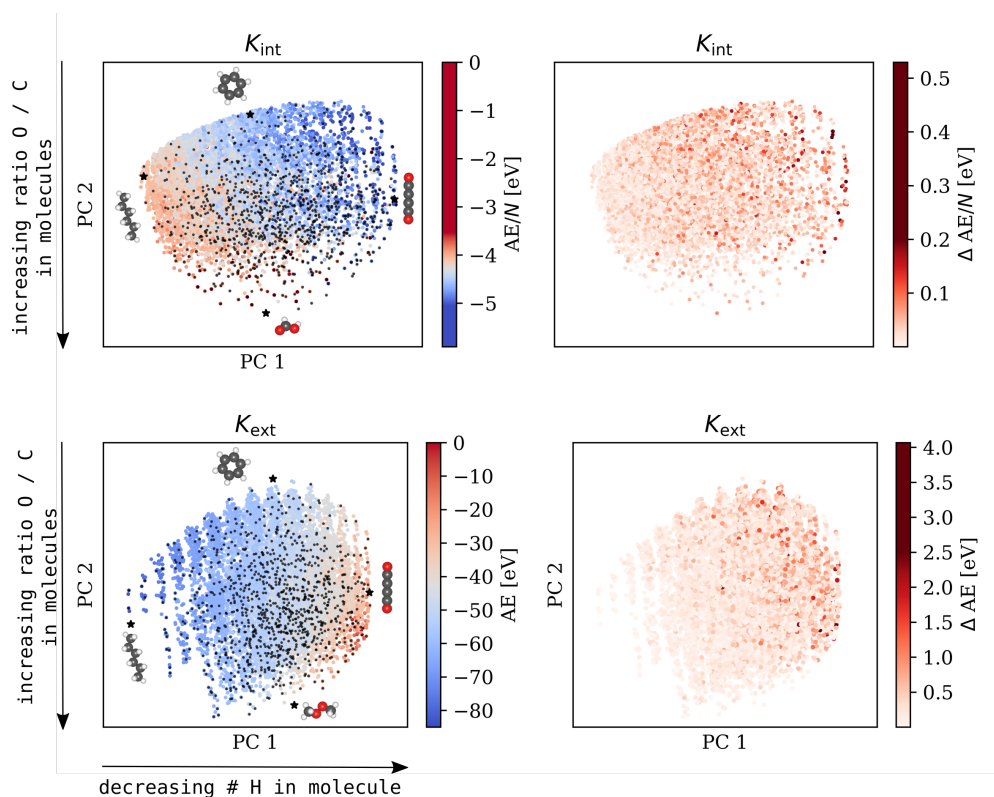 K_int
K_int
increasing ratio O / C
in molecules
PC 2
PC 1
0
−1
−2
−3
−4
−5
AE/N [eV]
0.5
0.4
0.3
0.2
0.1
Δ AE/N [eV]
K_ext
K_ext
increasing ratio O / C
in molecules
PC 2
PC 1
0
−10
−20
−30
−40
−50
−60
−70
−80
AE [eV]
PC 2
PC 1
4.0
3.5
3.0
2.5
2.0
1.5
1.0
0.5
Δ AE [eV]
decreasing # H in molecule